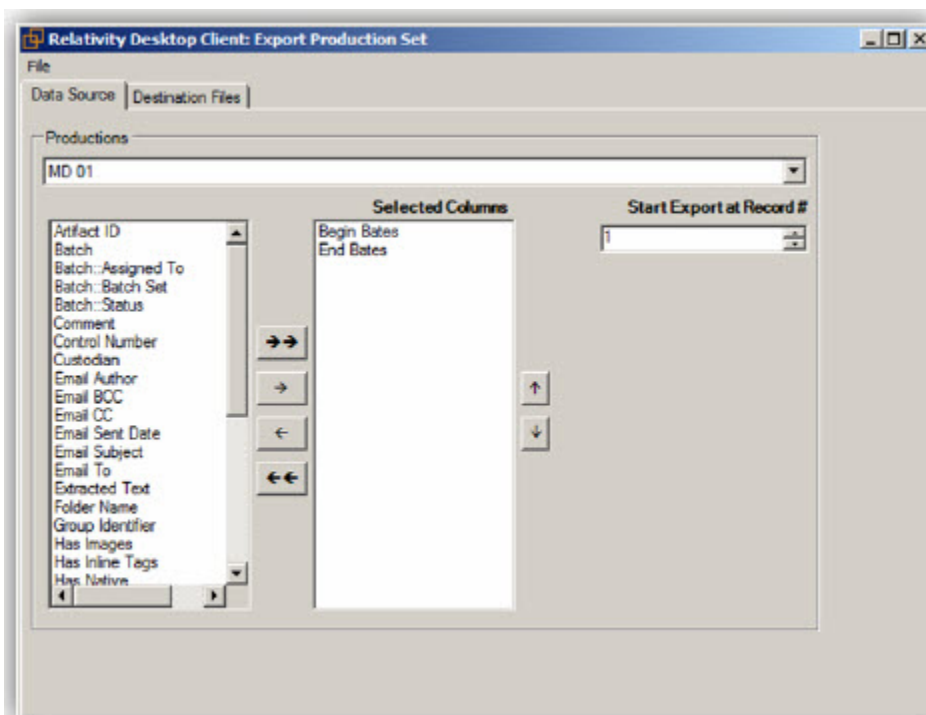 Relativity Desktop Client: Export Production Set
File
Data Source
Destination Files
Productions
MD 01
Selected Columns
Start Export at Record #
Artifact ID
Batch
Batch::Assigned To
Batch::Batch Set
Batch::Status
Comment
Control Number
Custodian
Email Author
Email BCC
Email CC
Email Sent Date
Email Subject
Email To
Extracted Text
Folder Name
Group Identifier
Has Images
Has Inline Tags
Has Native
Begin Bates
End Bates
1